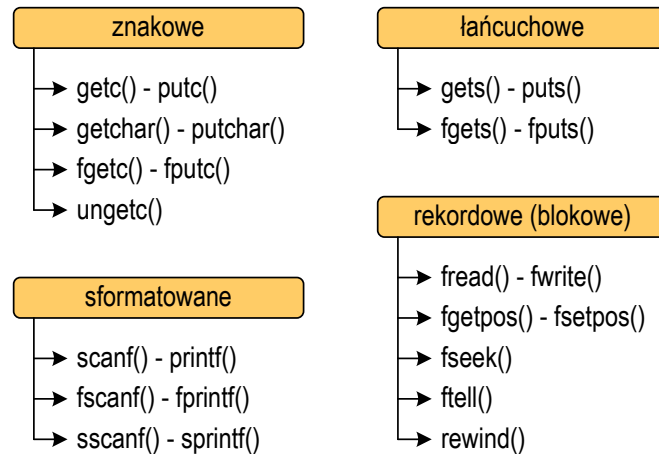 znakowe
getc() - putc()
getchar() - putchar()
fgetc() - fputc()
ungetc()
sformatowane
scanf() - printf()
fscanf() - fprintf()
sscanf() - sprintf()
łańcuchowe
gets() - puts()
fgets() - fputs()
rekordowe (blokowe)
fread() - fwrite()
fgetpos() - fsetpos()
fseek()
ftell()
rewind()